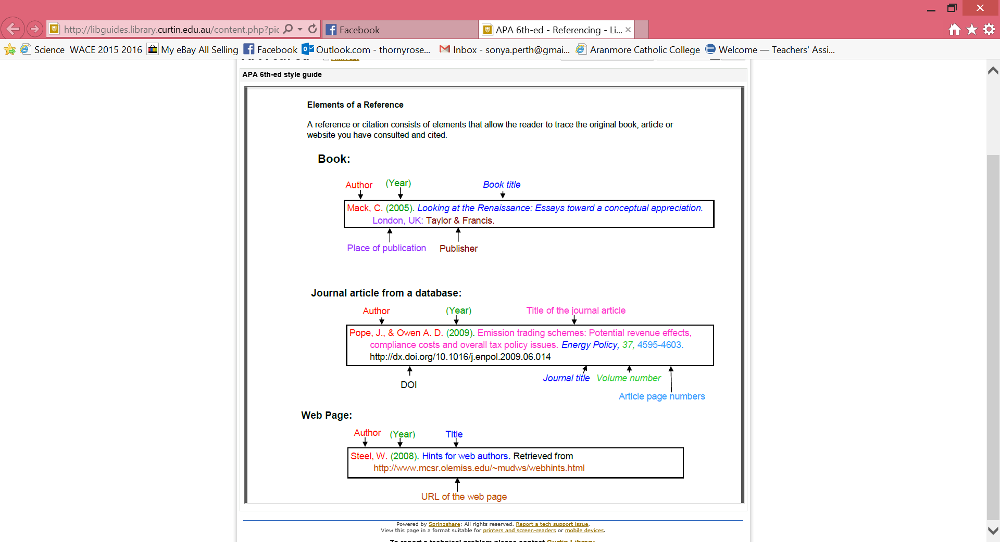 http://libguides.library.curtin.edu.au/content.php?pic
Facebook
APA 6th-ed - Referencing - Li...
Science
WACE 2015 2016
My eBay All Selling
Facebook
Outlook.com - thornyrose...
Inbox - sonya.perth@gmai...
Aranmore Catholic College
Welcome — Teachers' Assi...
APA 6th-ed style guide
Elements of a Reference
A reference or citation consists of elements that allow the reader to trace the original book, article or
website you have consulted and cited.
Book:
Author (Year) Book title
Mack, C. (2005). Looking at the Renaissance: Essays toward a conceptual appreciation.
London, UK: Taylor & Francis.
Place of publication Publisher
Journal article from a database:
Author (Year) Title of the journal article
Pope, J., & Owen A. D. (2009). Emission trading schemes: Potential revenue effects,
compliance costs and overall tax policy issues. Energy Policy, 37, 4595-4603.
http://dx.doi.org/10.1016/j.enpol.2009.06.014
Journal title Volume number
DOI
Article page numbers
Web Page:
Author (Year) Title
Steel, W. (2008). Hints for web authors. Retrieved from
http://www.mcsr.olemiss.edu/~mudws/webhints.html
URL of the web page
Powered by Springshare; All rights reserved. Report a tech support issue.
View this page in a format suitable for printers and screen-readers or mobile devices.
To report a technical problem please contact Curtin Library